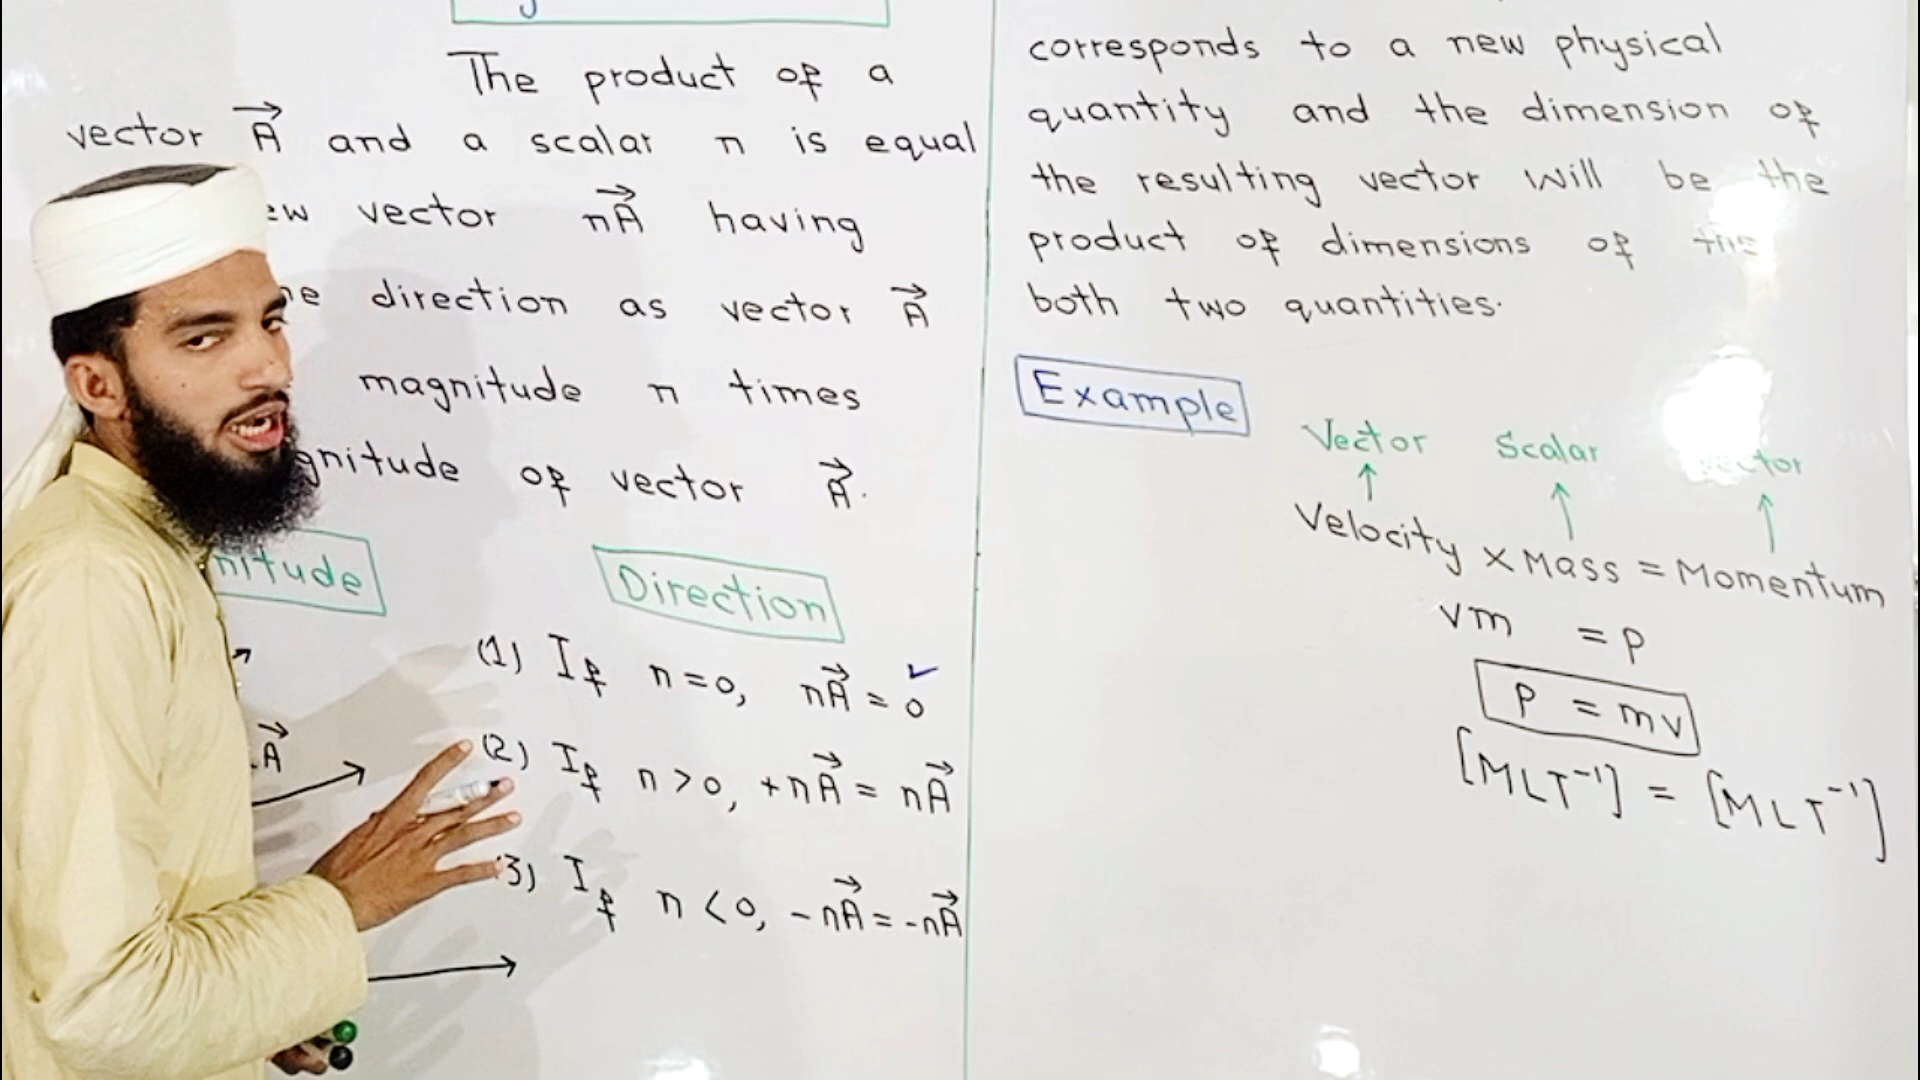 The product of a
vector A⃗ and a scalar n is equal
ew vector nA⃗ having
ne direction as vector A⃗
magnitude n times
gnitude of vector A⃗.
nitude
Direction
.A⃗
(1) If n=0, nA⃗ = 0
(2) If n>0, +nA⃗ = nA⃗
(3) If n<0, -nA⃗ = -nA⃗
corresponds to a new physical
quantity and the dimension of
the resulting vector will be the
product of dimensions of the
both two quantities.
Example
Vector Scalar vector
↑ ↑ ↑
Velocity × Mass = Momentum
vm = P
P = mv
[MLT⁻¹] = [MLT⁻¹]